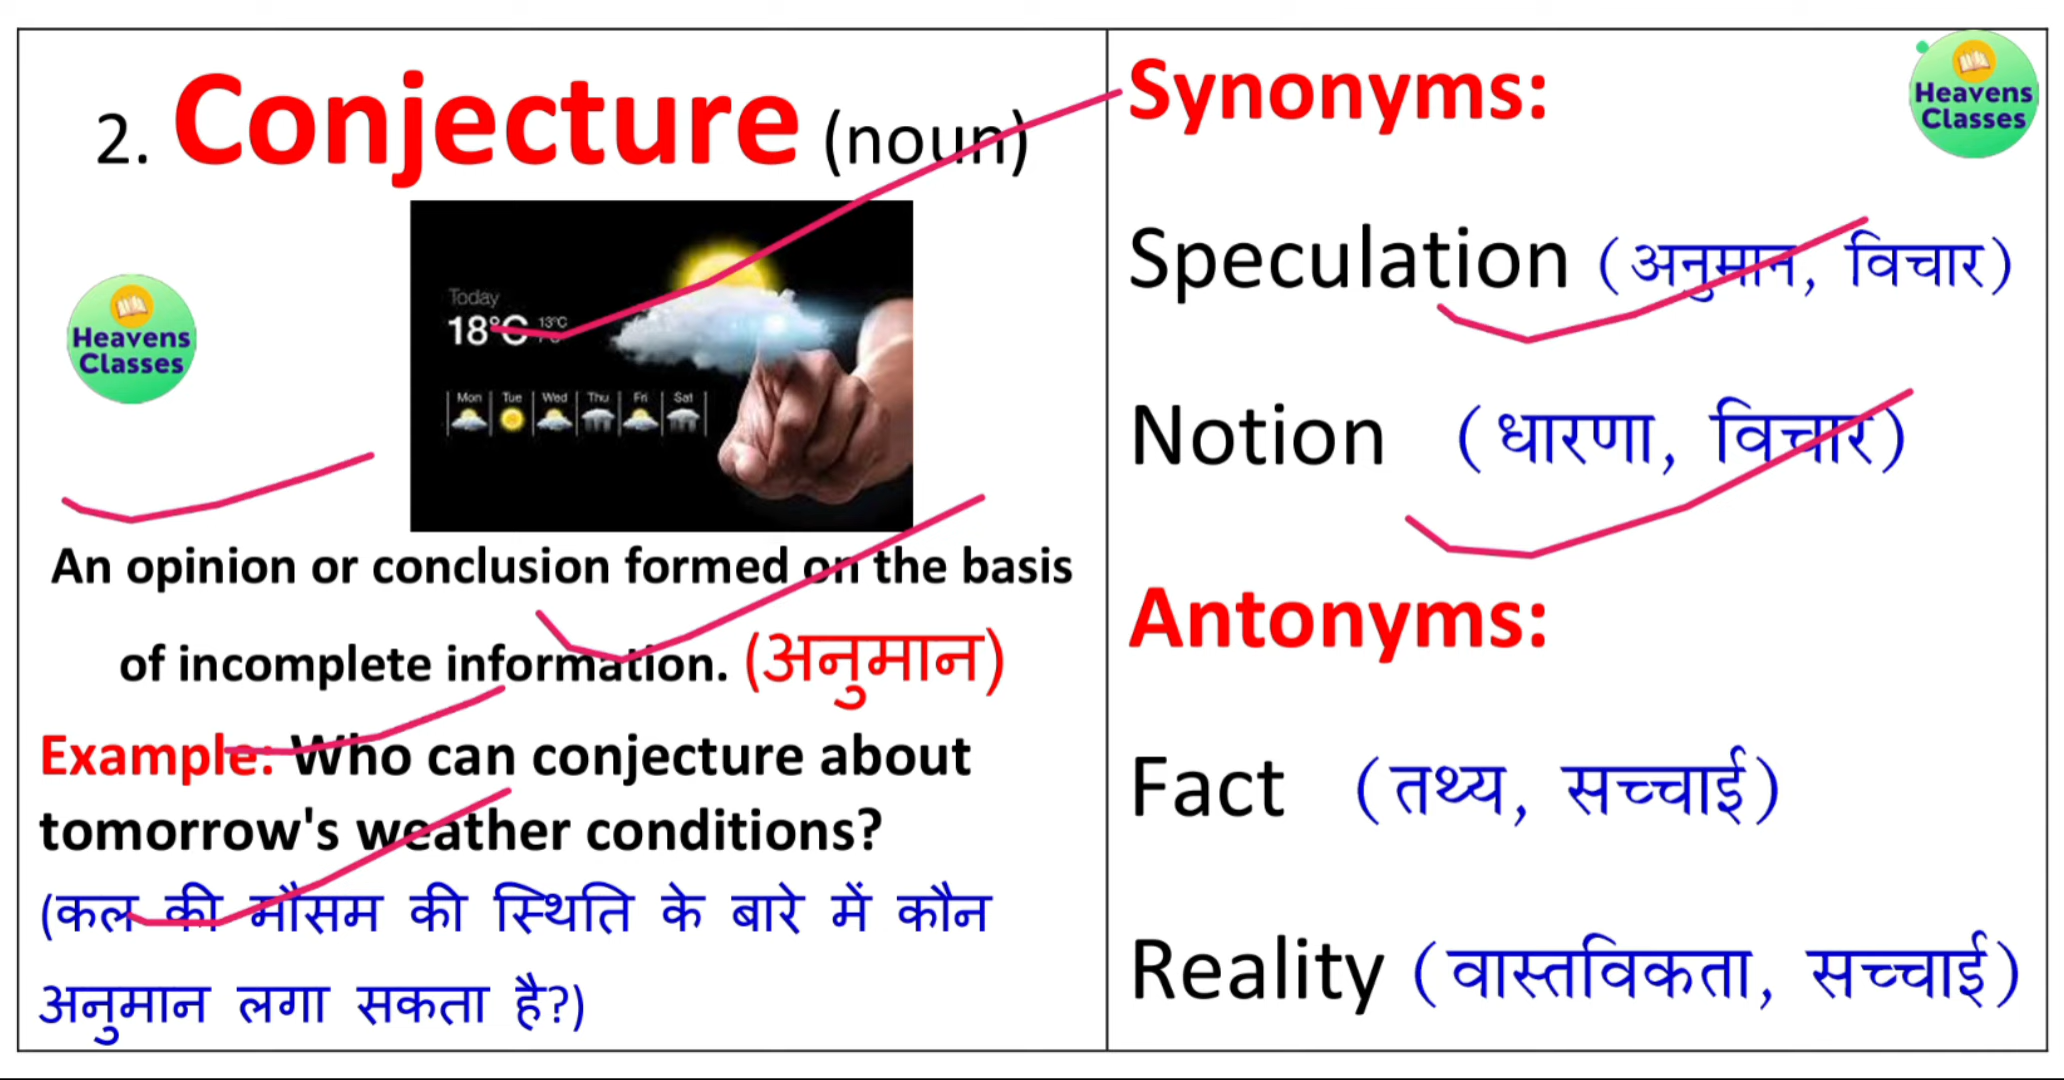 2. Conjecture (noun)
Heavens
Classes
Today
18°C 13°C
Mon Tue Wed Thu Fri Sat
An opinion or conclusion formed on the basis
of incomplete information. (अनुमान)
Example: Who can conjecture about
tomorrow's weather conditions?
(कल की मौसम की स्थिति के बारे में कौन
अनुमान लगा सकता है?)
Synonyms:
Heavens
Classes
Speculation (अनुमान, विचार)
Notion (धारणा, विचार)
Antonyms:
Fact (तथ्य, सच्चाई)
Reality (वास्तविकता, सच्चाई)